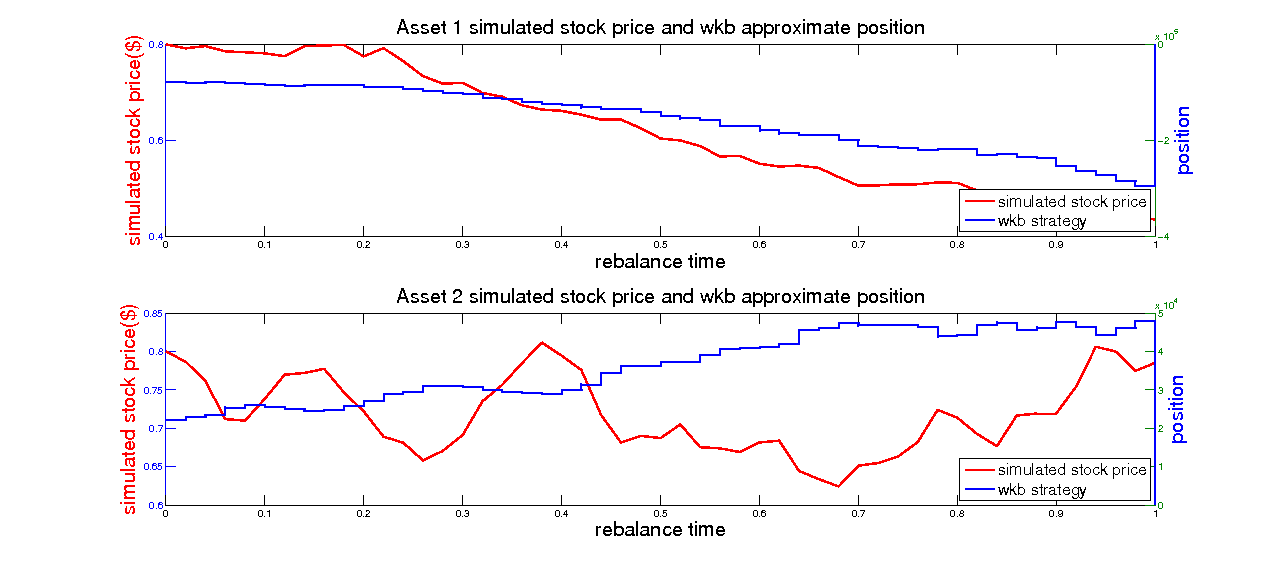 Asset 1 simulated stock price and wkb approximate position
x 10^5
simulated stock price($)
0.8
0.6
0.4
0
-2
-4
position
simulated stock price
wkb strategy
0 0.1 0.2 0.3 0.4 0.5 0.6 0.7 0.8 0.9 1
rebalance time
Asset 2 simulated stock price and wkb approximate position
x 10^4
simulated stock price($)
0.85
0.8
0.75
0.7
0.65
0.6
5
4
3
2
1
0
position
simulated stock price
wkb strategy
0 0.1 0.2 0.3 0.4 0.5 0.6 0.7 0.8 0.9 1
rebalance time